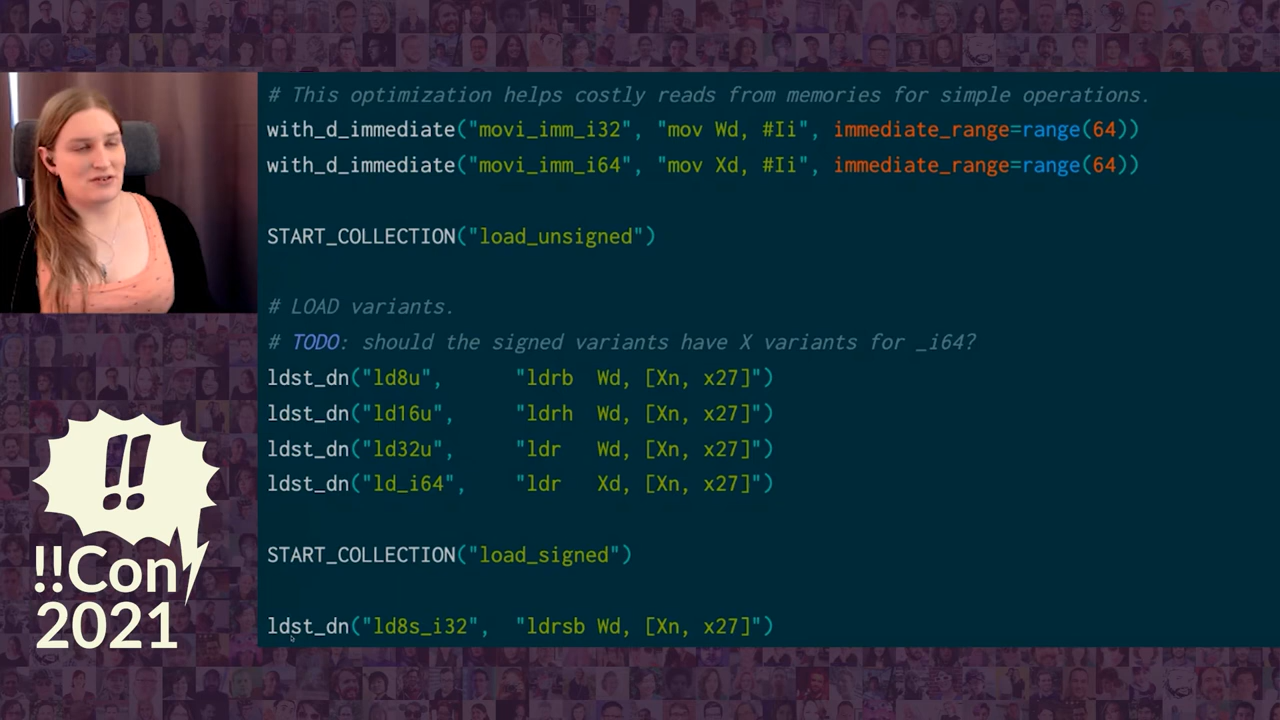 # This optimization helps costly reads from memories for simple operations.
with_d_immediate("movi_imm_i32", "mov Wd, #Ii", immediate_range=range(64))
with_d_immediate("movi_imm_i64", "mov Xd, #Ii", immediate_range=range(64))
START_COLLECTION("load_unsigned")
# LOAD variants.
# TODO: should the signed variants have X variants for _i64?
ldst_dn("ld8u", "ldrb Wd, [Xn, x27]")
ldst_dn("ld16u", "ldrh Wd, [Xn, x27]")
ldst_dn("ld32u", "ldr Wd, [Xn, x27]")
ldst_dn("ld_i64", "ldr Xd, [Xn, x27]")
START_COLLECTION("load_signed")
ldst_dn("ld8s_i32", "ldrsb Wd, [Xn, x27]")
!!
!!Con
2021